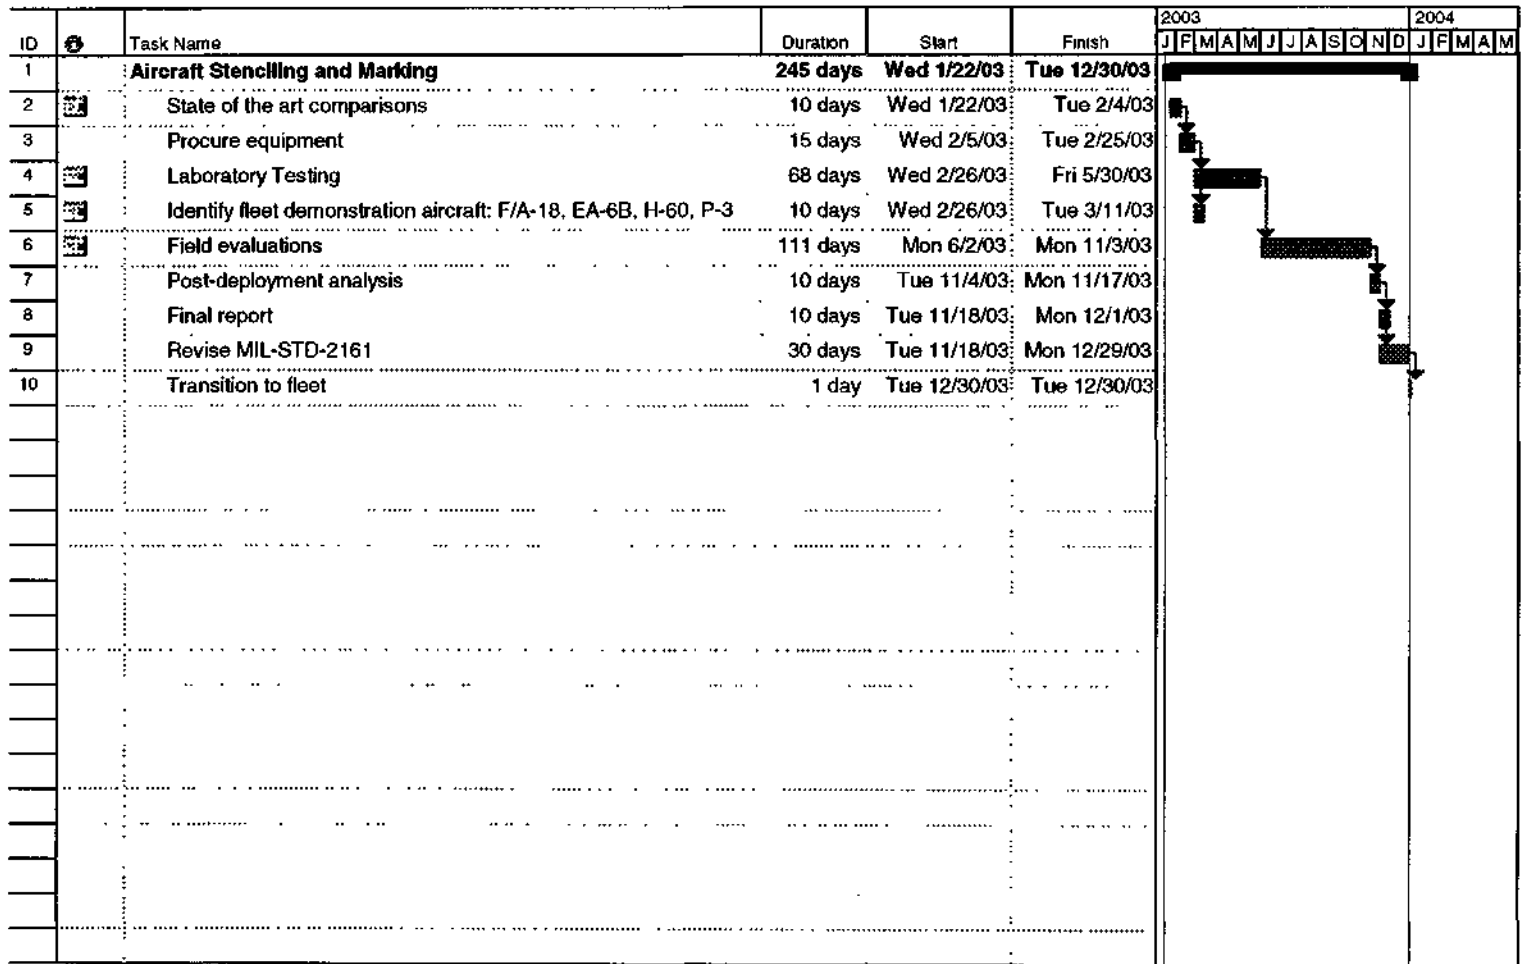 2003 2004
ID Task Name Duration Start Finish J F M A M J J A S O N D J F M A M
1 Aircraft Stenciling and Marking 245 days Wed 1/22/03 Tue 12/30/03
2 State of the art comparisons 10 days Wed 1/22/03 Tue 2/4/03
3 Procure equipment 15 days Wed 2/5/03 Tue 2/25/03
4 Laboratory Testing 68 days Wed 2/26/03 Fri 5/30/03
5 Identify fleet demonstration aircraft: F/A-18, EA-6B, H-60, P-3 10 days Wed 2/26/03 Tue 3/11/03
6 Field evaluations 111 days Mon 6/2/03 Mon 11/3/03
7 Post-deployment analysis 10 days Tue 11/4/03 Mon 11/17/03
8 Final report 10 days Tue 11/18/03 Mon 12/1/03
9 Revise MIL-STD-2161 30 days Tue 11/18/03 Mon 12/29/03
10 Transition to fleet 1 day Tue 12/30/03 Tue 12/30/03